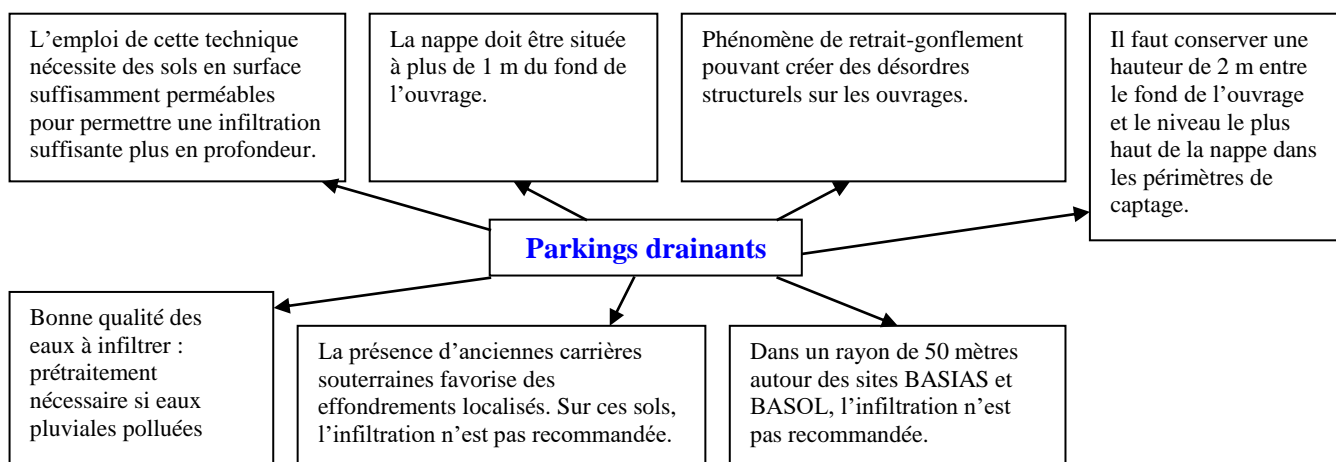 L’emploi de cette technique
nécessite des sols en surface
suffisamment perméables
pour permettre une infiltration
suffisante plus en profondeur.
La nappe doit être située
à plus de 1 m du fond de
l’ouvrage.
Phénomène de retrait-gonflement
pouvant créer des désordres
structurels sur les ouvrages.
Il faut conserver une
hauteur de 2 m entre
le fond de l’ouvrage
et le niveau le plus
haut de la nappe dans
les périmètres de
captage.
Parkings drainants
Bonne qualité des
eaux à infiltrer :
prétraitement
nécessaire si eaux
pluviales polluées
La présence d’anciennes carrières
souterraines favorise des
effondrements localisés. Sur ces sols,
l’infiltration n’est pas recommandée.
Dans un rayon de 50 mètres
autour des sites BASIAS et
BASOL, l’infiltration n’est
pas recommandée.